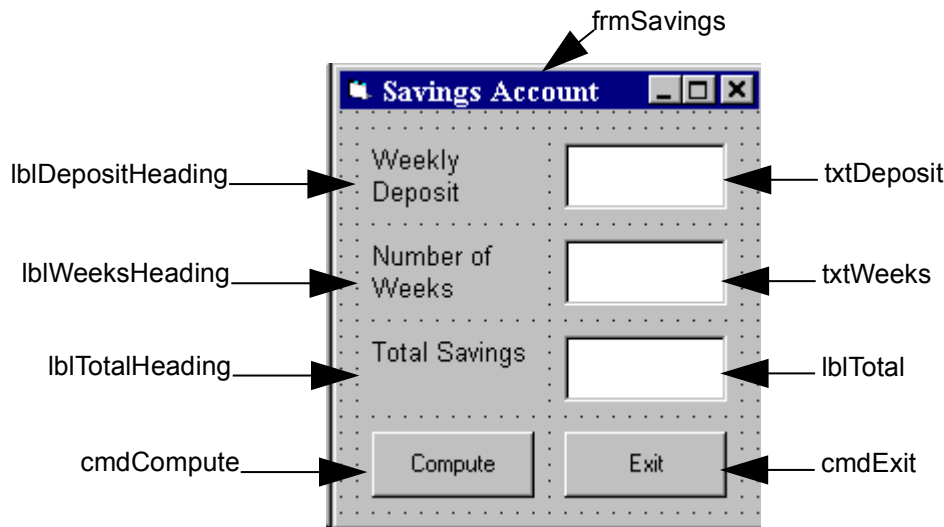 frmSavings
Savings Account
lblDepositHeading
Weekly
Deposit
txtDeposit
lblWeeksHeading
Number of
Weeks
txtWeeks
lblTotalHeading
Total Savings
lblTotal
cmdCompute
Compute
Exit
cmdExit